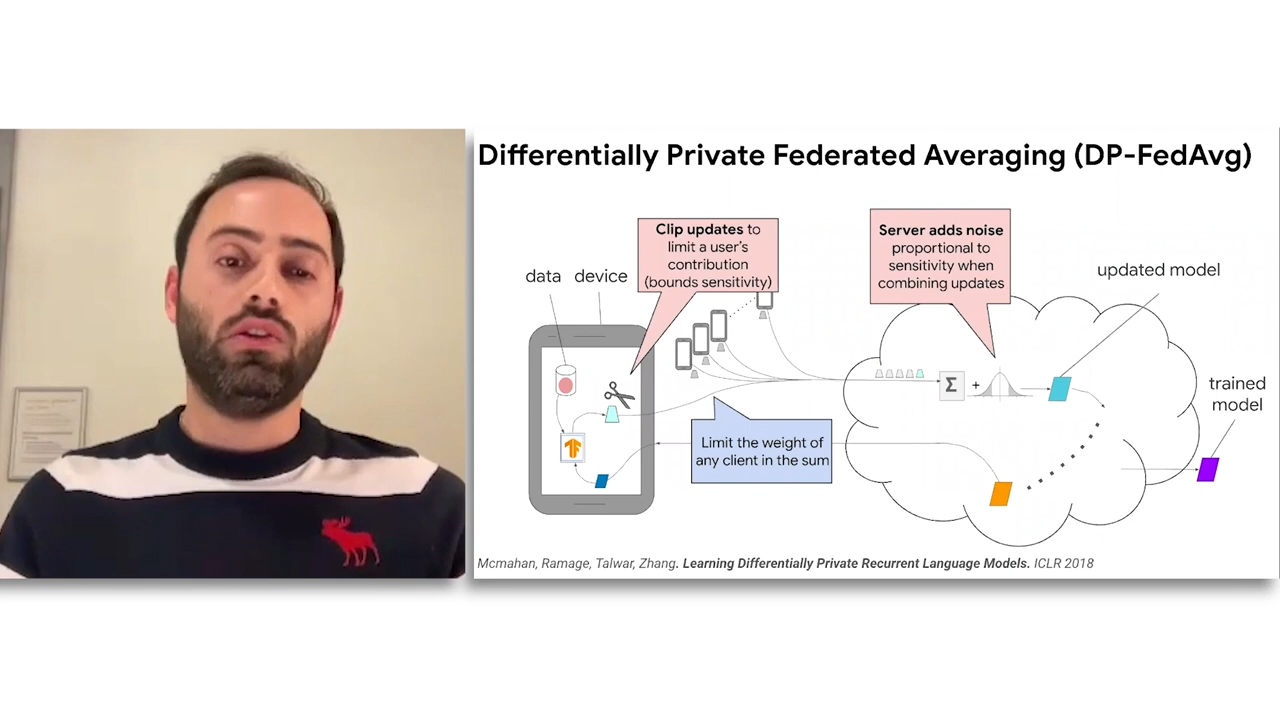 Differentially Private Federated Averaging (DP-FedAvg)
Clip updates to
limit a user's
contribution
(bounds sensitivity)
Server adds noise
proportional to
sensitivity when
combining updates
data
device
updated model
Σ
+
trained
model
Limit the weight of
any client in the sum
Mcmahan, Ramage, Talwar, Zhang. Learning Differentially Private Recurrent Language Models. ICLR 2018